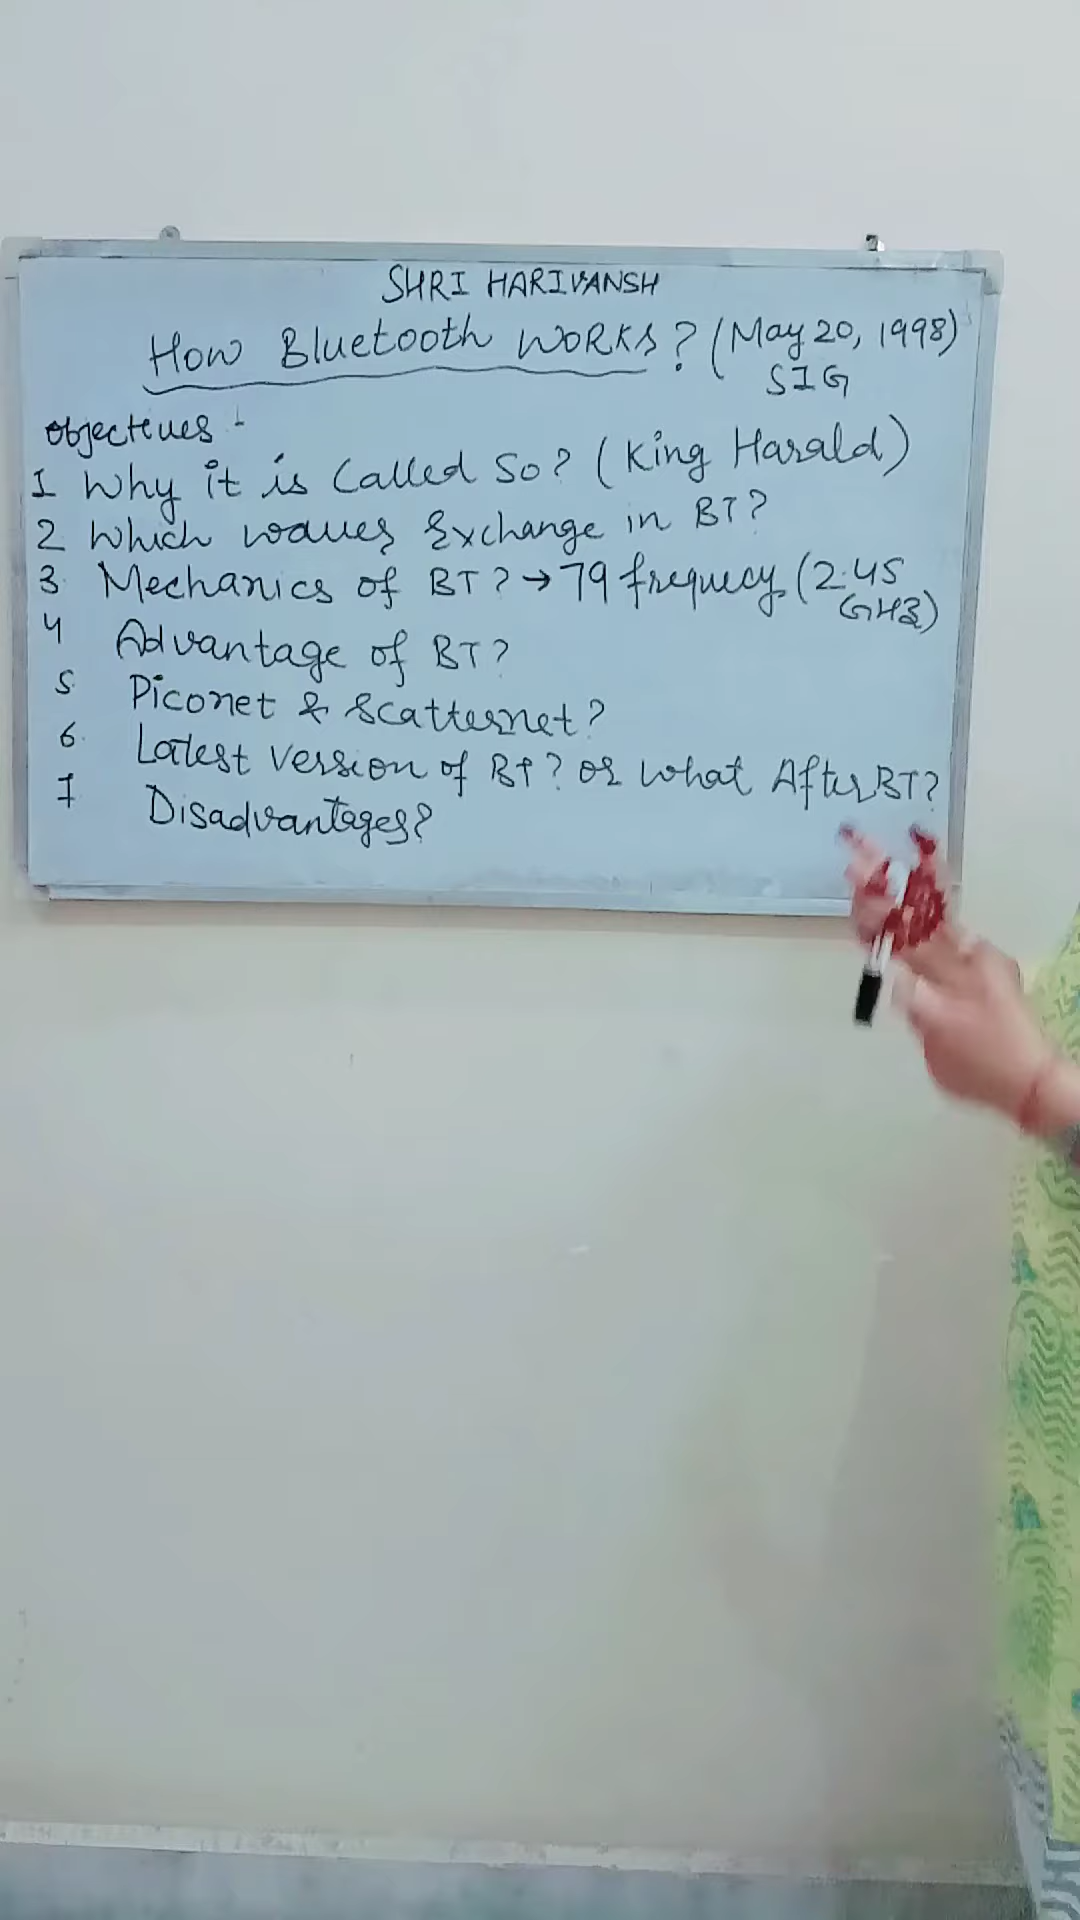 SHRI HARIVANSH
How Bluetooth WORKS? (May 20, 1998)
SIG
Objectives :-
1 Why it is Called So? (King Harald)
2 Which waves Exchange in BT?
3. Mechanics of BT? → 79 frequecy (2.45
GHz)
4 Advantage of BT?
5. Piconet & Scatternet?
6. Latest Version of BT? or What After BT?
7 Disadvantages?